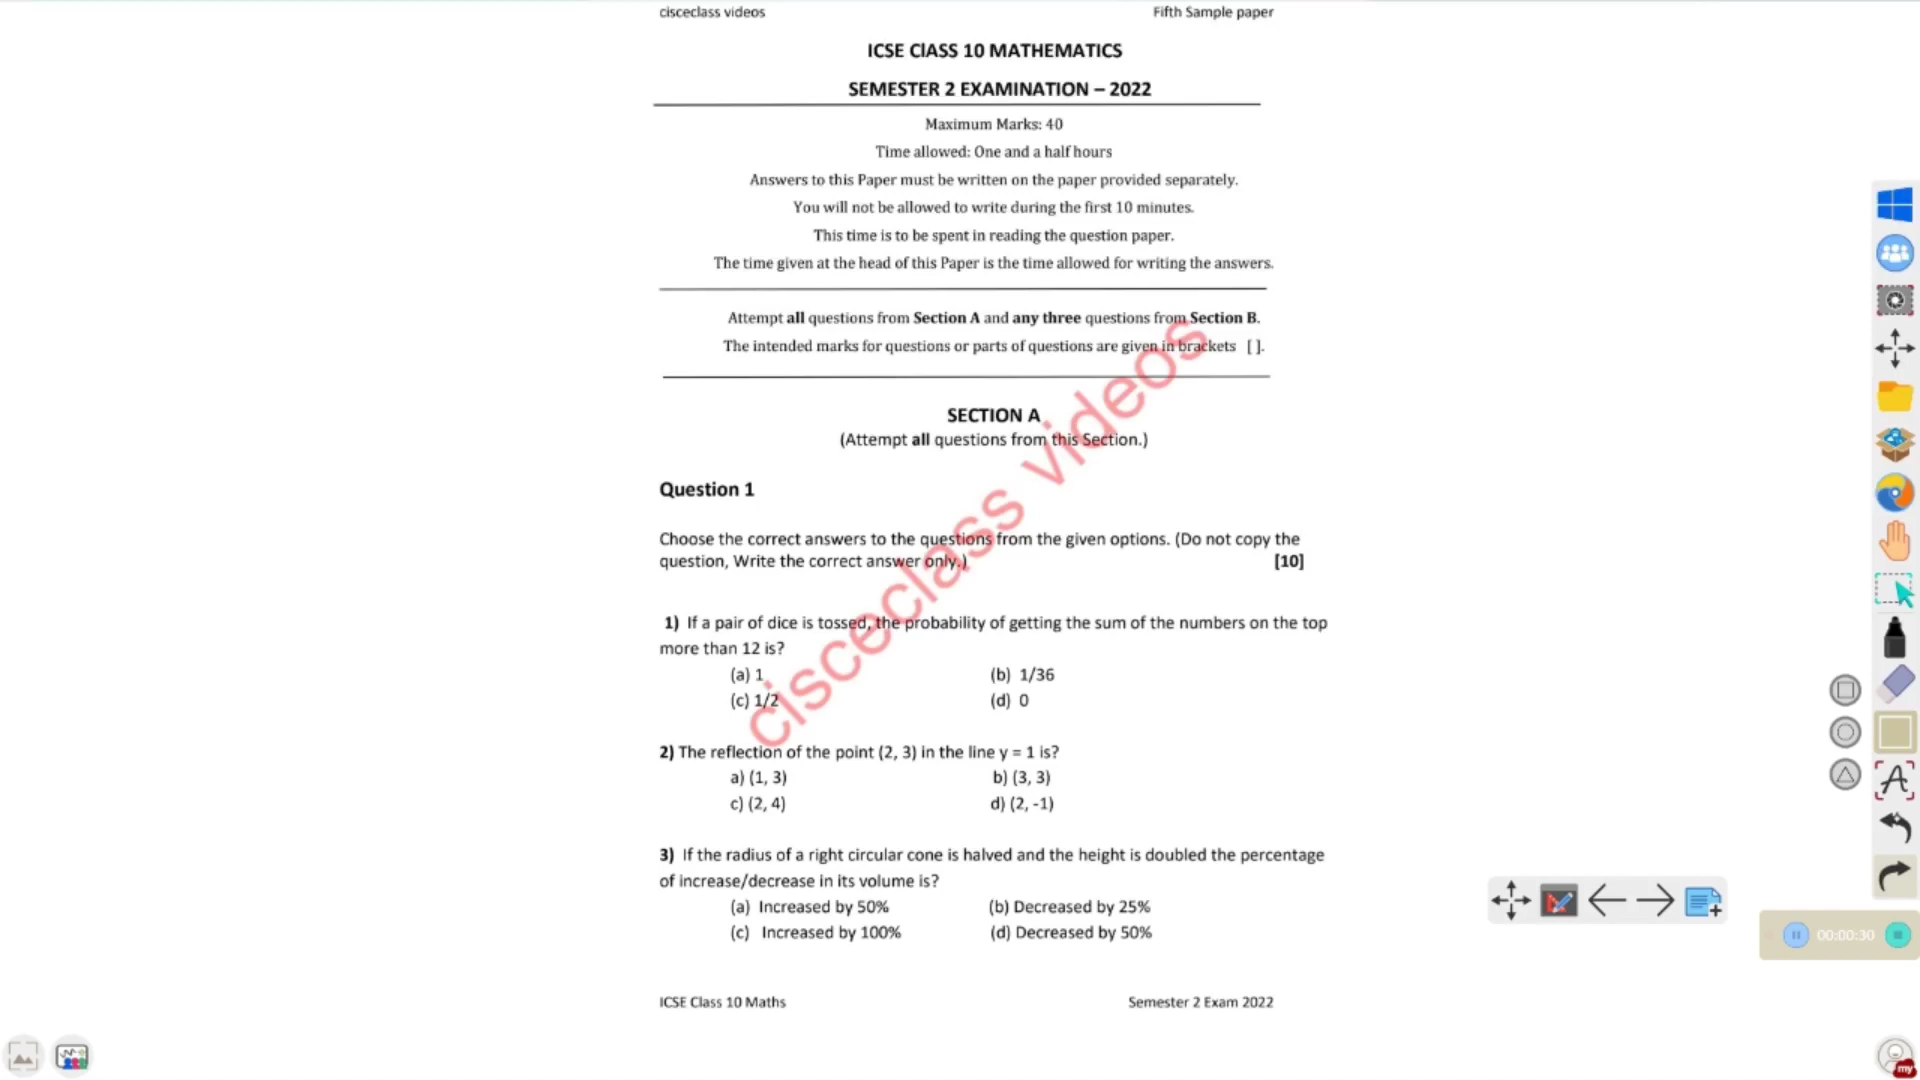 cisceclass videos Fifth Sample paper
ICSE ClASS 10 MATHEMATICS
SEMESTER 2 EXAMINATION – 2022
Maximum Marks: 40
Time allowed: One and a half hours
Answers to this Paper must be written on the paper provided separately.
You will not be allowed to write during the first 10 minutes.
This time is to be spent in reading the question paper.
The time given at the head of this Paper is the time allowed for writing the answers.
Attempt all questions from Section A and any three questions from Section B.
The intended marks for questions or parts of questions are given in brackets [ ].
SECTION A
(Attempt all questions from this Section.)
cisceclass videos
Question 1
Choose the correct answers to the questions from the given options. (Do not copy the
question, Write the correct answer only.) [10]
1) If a pair of dice is tossed, the probability of getting the sum of the numbers on the top
more than 12 is?
(a) 1 (b) 1/36
(c) 1/2 (d) 0
2) The reflection of the point (2, 3) in the line y = 1 is?
a) (1, 3) b) (3, 3)
c) (2, 4) d) (2, -1)
3) If the radius of a right circular cone is halved and the height is doubled the percentage
of increase/decrease in its volume is?
(a) Increased by 50% (b) Decreased by 25%
(c) Increased by 100% (d) Decreased by 50%
00:00:30
ICSE Class 10 Maths Semester 2 Exam 2022
my